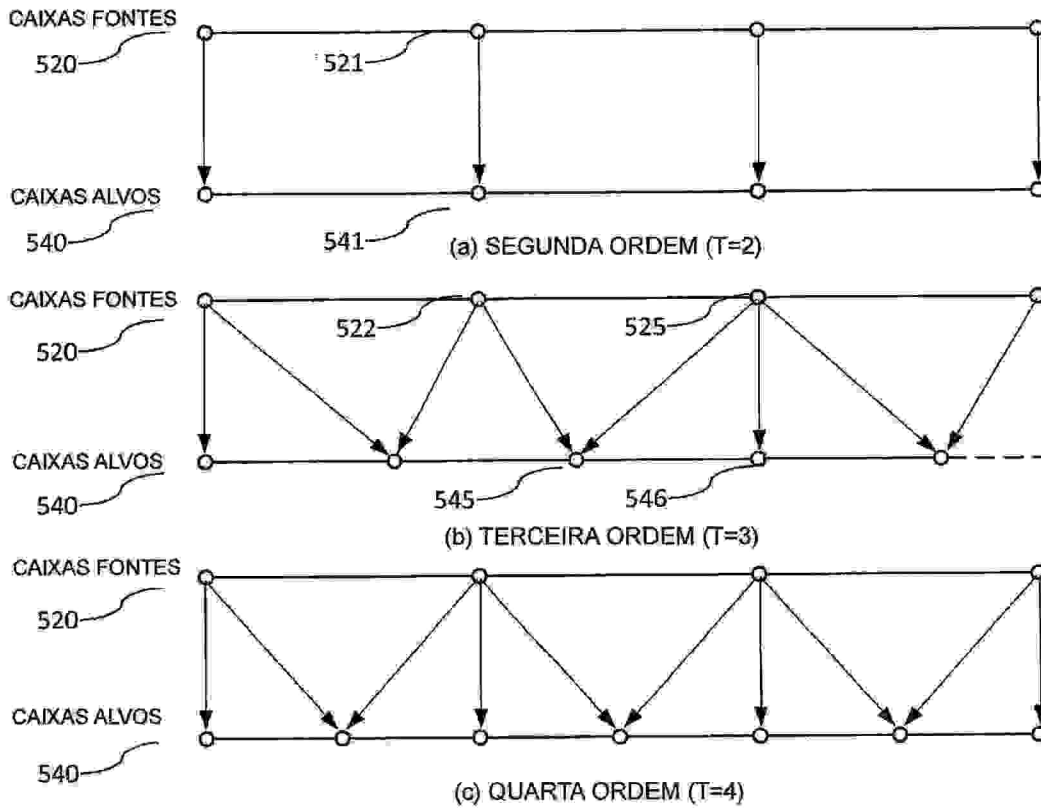 CAIXAS FONTES
520
521
CAIXAS ALVOS
540
541
(a) SEGUNDA ORDEM (T=2)
CAIXAS FONTES
520
522
525
CAIXAS ALVOS
540
545
546
(b) TERCEIRA ORDEM (T=3)
CAIXAS FONTES
520
CAIXAS ALVOS
540
(c) QUARTA ORDEM (T=4)